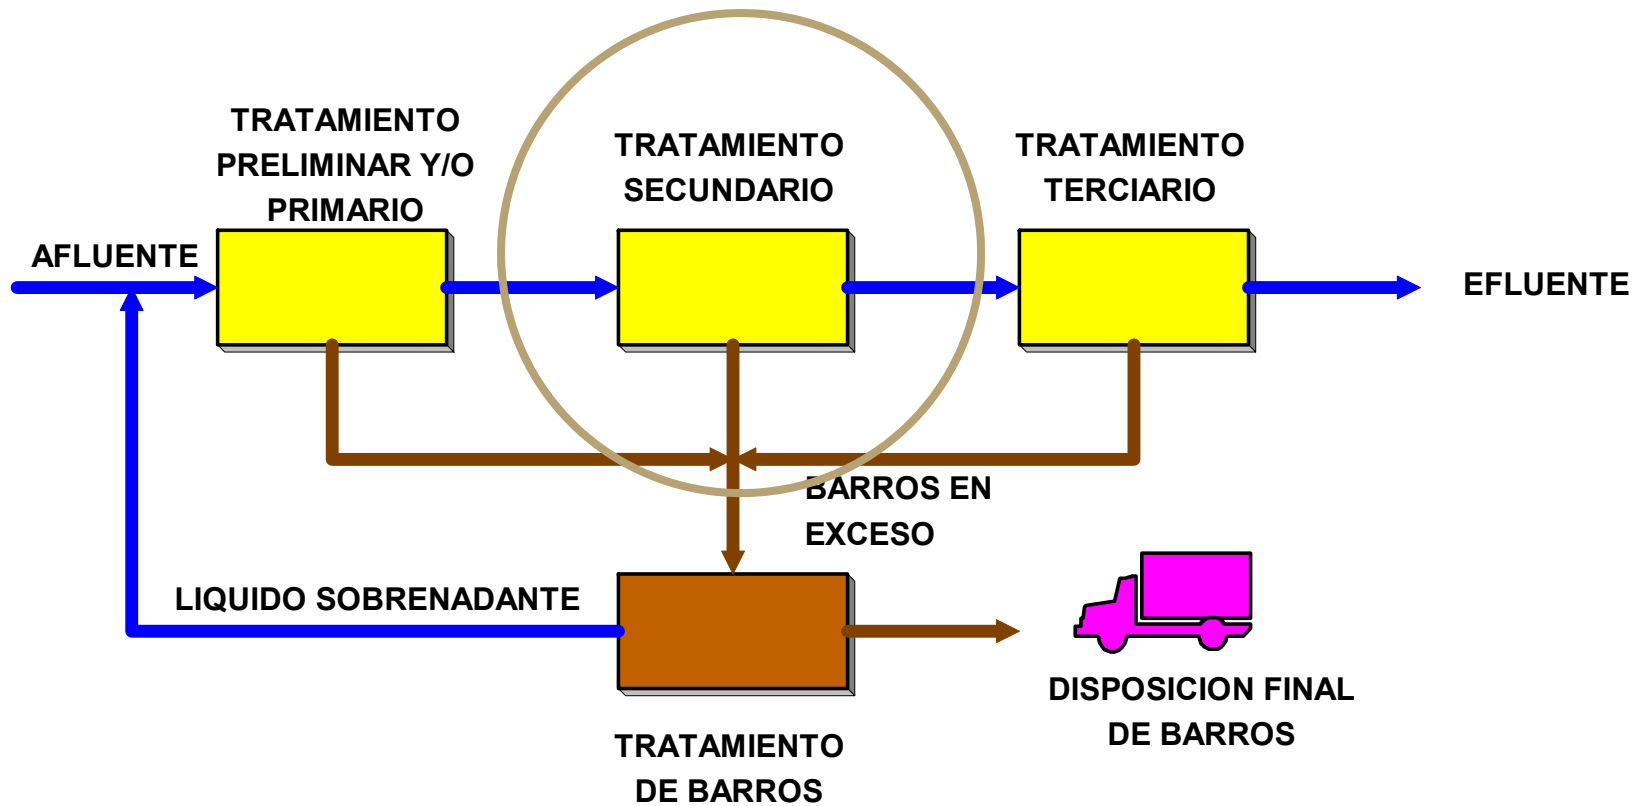 TRATAMIENTO
PRELIMINAR Y/O
PRIMARIO
TRATAMIENTO
SECUNDARIO
TRATAMIENTO
TERCIARIO
AFLUENTE
EFLUENTE
BARROS EN
EXCESO
LIQUIDO SOBRENADANTE
DISPOSICION FINAL
DE BARROS
TRATAMIENTO
DE BARROS